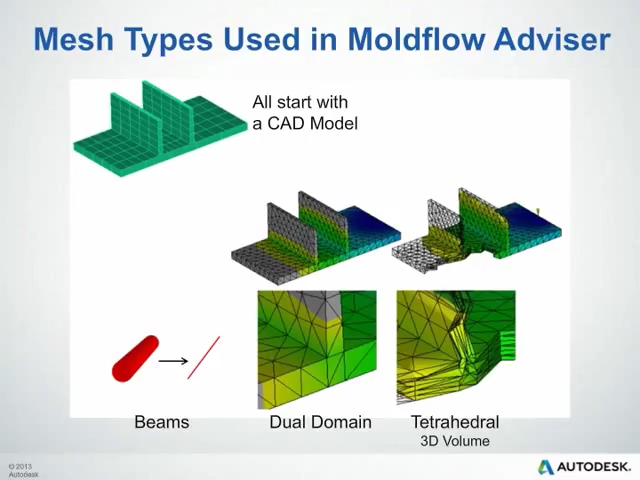 Mesh Types Used in Moldflow Adviser
All start with
a CAD Model
Beams
Dual Domain
Tetrahedral
3D Volume
© 2013
Autodesk
AUTODESK.